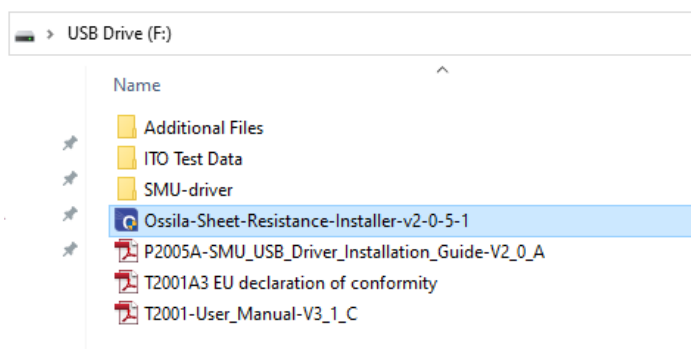 USB Drive (F:)
Name
Additional Files
ITO Test Data
SMU-driver
Ossila-Sheet-Resistance-Installer-v2-0-5-1
P2005A-SMU_USB_Driver_Installation_Guide-V2_0_A
T2001A3 EU declaration of conformity
T2001-User_Manual-V3_1_C